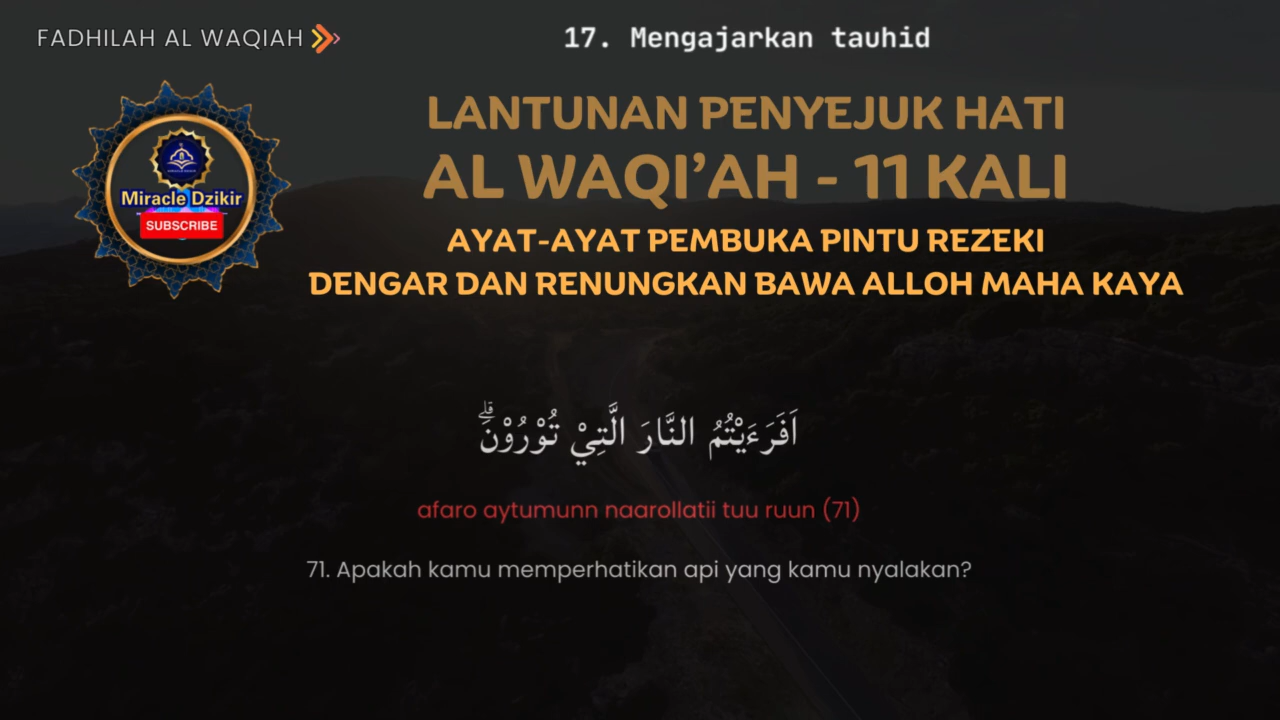 FADHILAH AL WAQIAH
17. Mengajarkan tauhid
LANTUNAN PENYEJUK HATI
AL WAQI’AH - 11 KALI
AYAT-AYAT PEMBUKA PINTU REZEKI
DENGAR DAN RENUNGKAN BAWA ALLOH MAHA KAYA
Miracle Dzikir
SUBSCRIBE
اَفَرَءَيْتُمُ النَّارَ الَّتِيْ تُوْرُوْنَۗ
afaro aytumunn naarollatii tuu ruun (71)
71. Apakah kamu memperhatikan api yang kamu nyalakan?